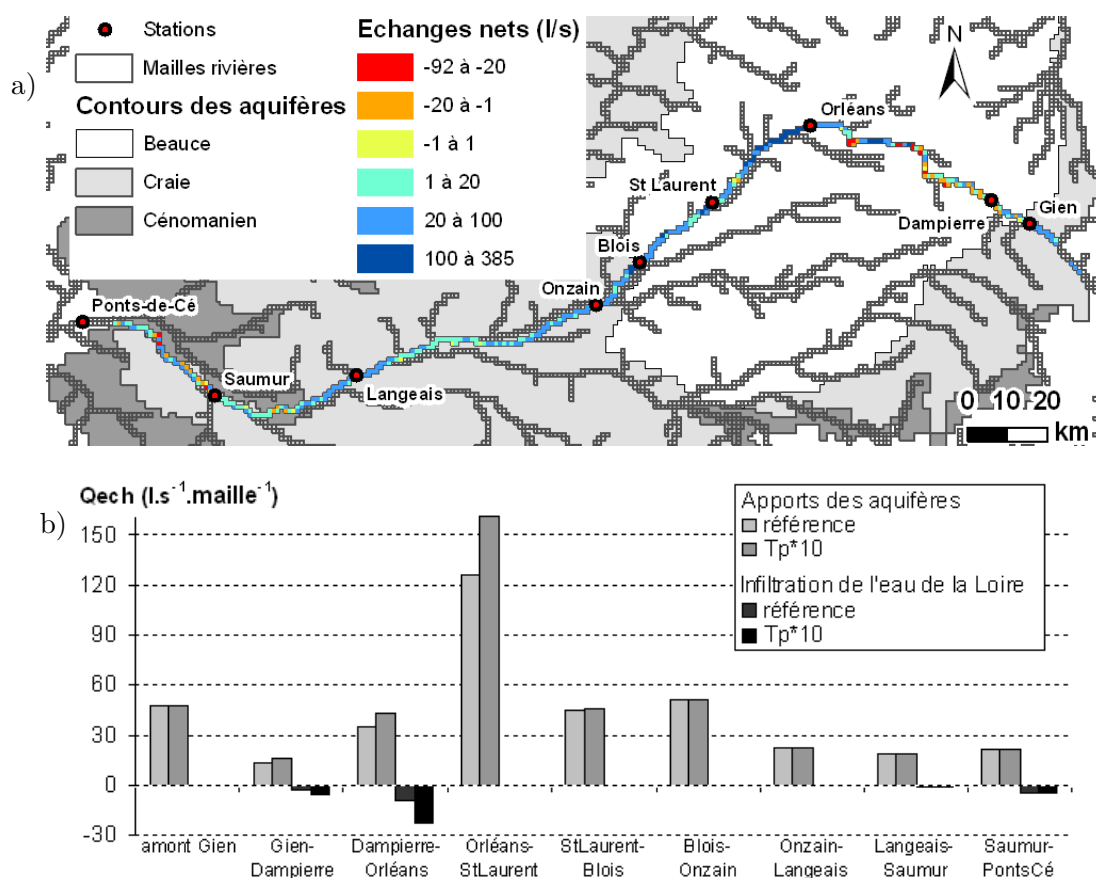 a)
Stations
Mailles rivières
Contours des aquifères
Beauce
Craie
Cénomanien
Echanges nets (l/s)
-92 à -20
-20 à -1
-1 à 1
1 à 20
20 à 100
100 à 385
N
Orléans
St Laurent
Dampierre
Gien
Blois
Onzain
Ponts-de-Cé
Saumur
Langeais
0 10 20
km
b)
Qech (l.s⁻¹.maille⁻¹)
150
120
90
60
30
0
-30
Apports des aquifères
référence
Tp*10
Infiltration de l'eau de la Loire
référence
Tp*10
amont Gien
Gien-
Dampierre
Dampierre-
Orléans
Orléans-
StLaurent
StLaurent-
Blois
Blois-
Onzain
Onzain-
Langeais
Langeais-
Saumur
Saumur-
PontsCé